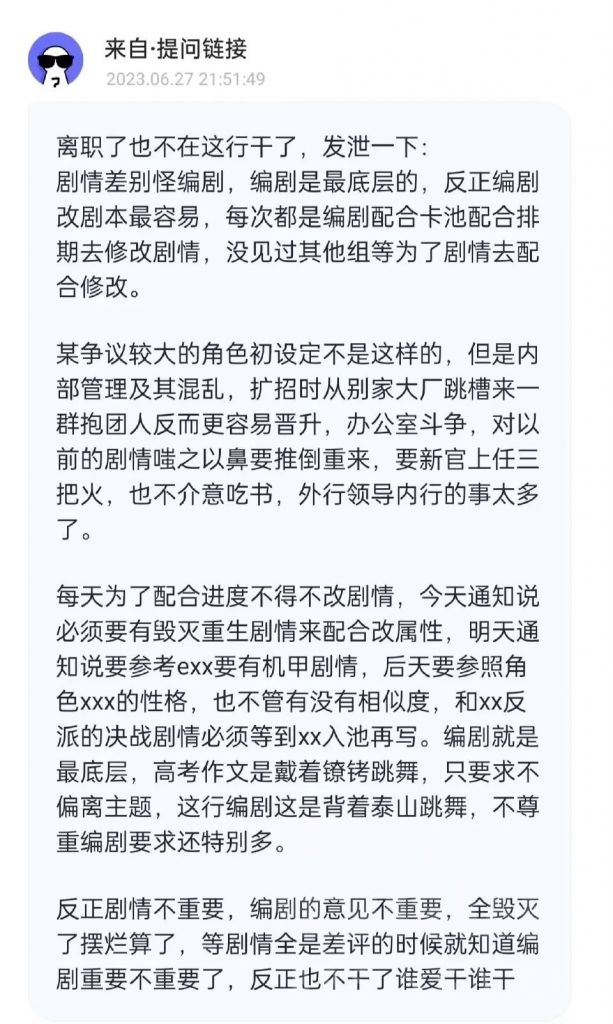 来自·提问链接
2023.06.27 21:51:49
离职了也不在这行干了，发泄一下：
剧情差别怪编剧，编剧是最底层的，反正编剧
改剧本最容易，每次都是编剧配合卡池配合排
期去修改剧情，没见过其他组等为了剧情去配
合修改。
某争议较大的角色初设定不是这样的，但是内
部管理及其混乱，扩招时从别家大厂跳槽来一
群抱团人反而更容易晋升，办公室斗争，对以
前的剧情嗤之以鼻要推倒重来，要新官上任三
把火，也不介意吃书，外行领导内行的事太多
了。
每天为了配合进度不得不改剧情，今天通知说
必须要有毁灭重生剧情来配合改属性，明天通
知说要参考exx要有机甲剧情，后天要参照角
色xxx的性格，也不管有没有相似度，和xx反
派的决战剧情必须等到xx入池再写。编剧就是
最底层，高考作文是戴着镣铐跳舞，只要求不
偏离主题，这行编剧这是背着泰山跳舞，不尊
重编剧要求还特别多。
反正剧情不重要，编剧的意见不重要，全毁灭
了摆烂算了，等剧情全是差评的时候就知道编
剧重要不重要了，反正也不干了谁爱干谁干